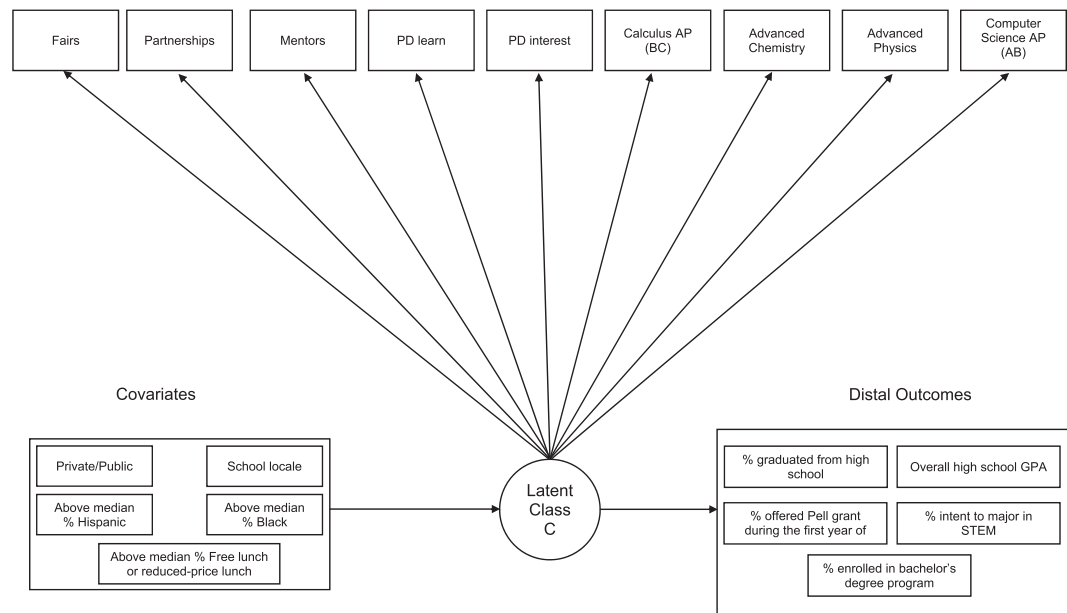 Fairs
Partnerships
Mentors
PD learn
PD interest
Calculus AP
(BC)
Advanced
Chemistry
Advanced
Physics
Computer
Science AP
(AB)
Covariates
Distal Outcomes
Private/Public
School locale
Above median
% Hispanic
Above median
% Black
Above median % Free lunch
or reduced-price lunch
Latent
Class
C
% graduated from high
school
Overall high school GPA
% offered Pell grant
during the first year of
% intent to major in
STEM
% enrolled in bachelor's
degree program